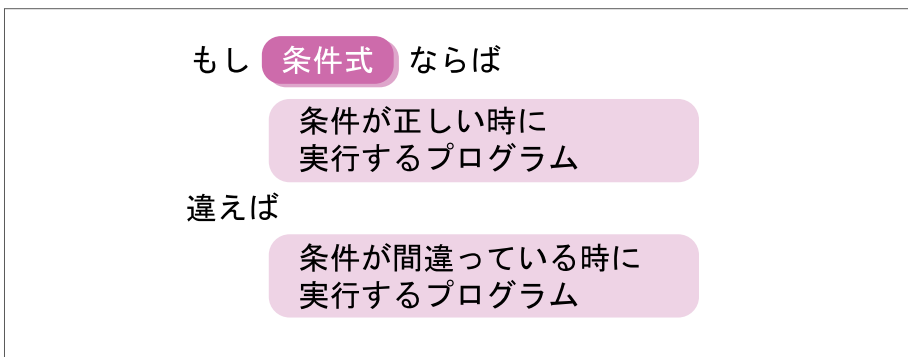 もし 条件式 ならば
条件が正しい時に
実行するプログラム
違えば
条件が間違っている時に
実行するプログラム